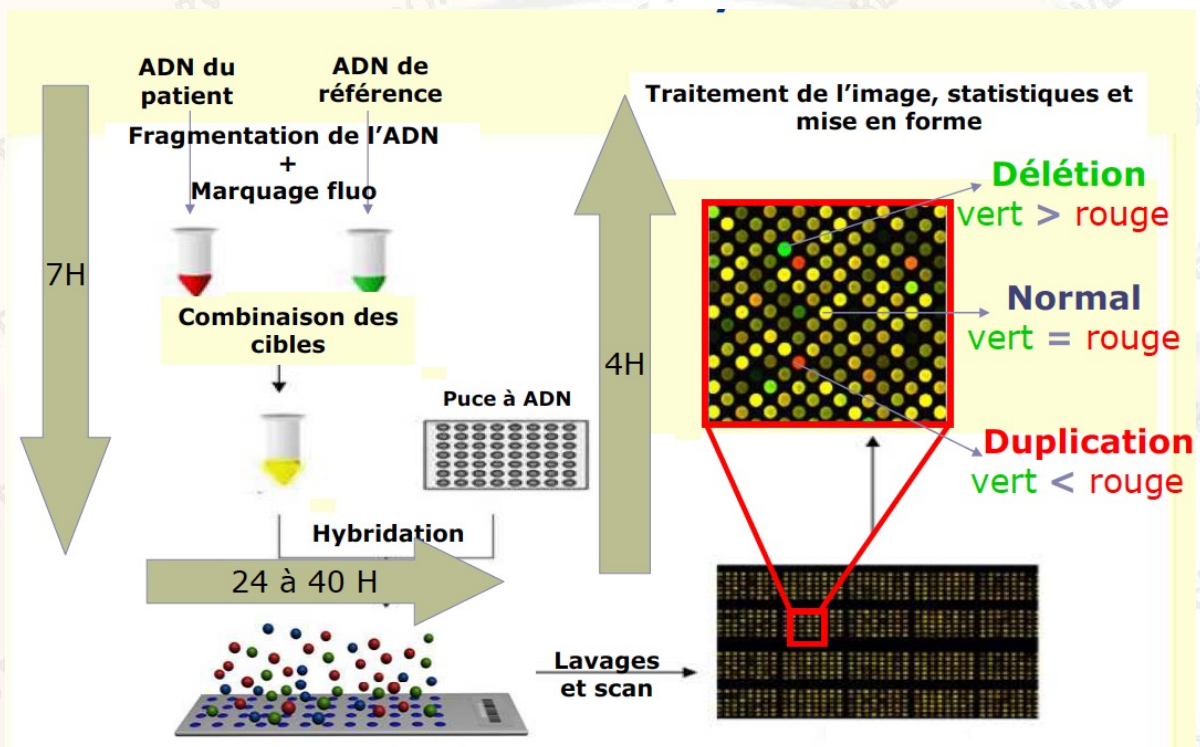 ADN du
patient
ADN de
référence
Fragmentation de l'ADN
+
Marquage fluo
7H
Combinaison des
cibles
Puce à ADN
Hybridation
24 à 40 H
Lavages
et scan
4H
Traitement de l'image, statistiques et
mise en forme
Délétion
vert > rouge
Normal
vert = rouge
Duplication
vert < rouge